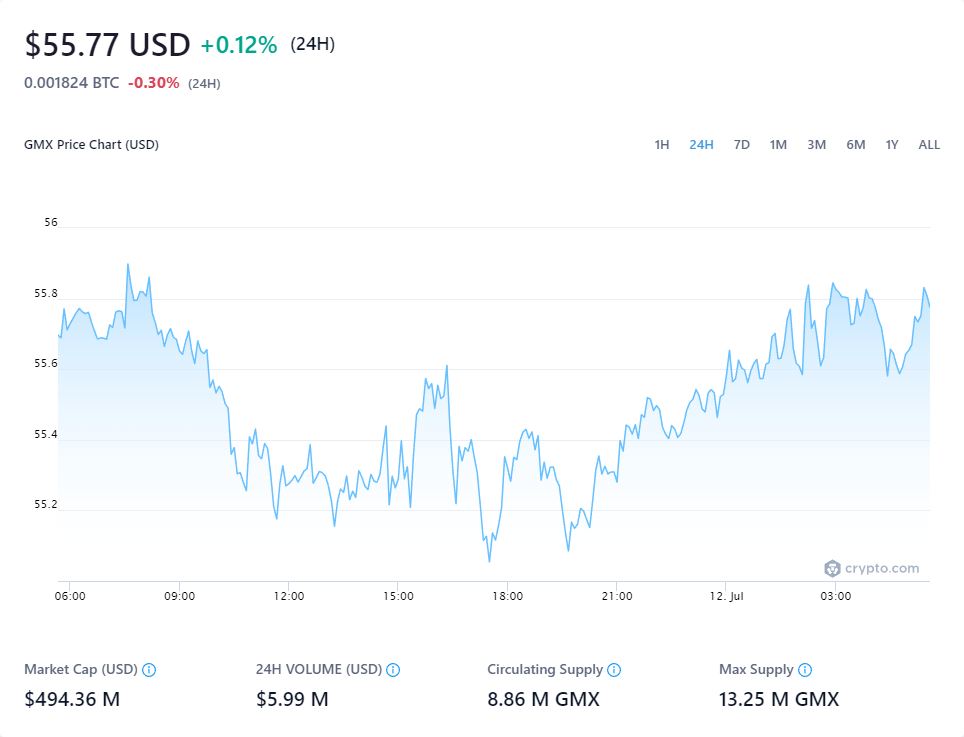 $55.77 USD +0.12% (24H)
0.001824 BTC -0.30% (24H)
GMX Price Chart (USD) 1H 24H 7D 1M 3M 6M 1Y ALL
56
55.8
55.6
55.4
55.2
crypto.com
06:00 09:00 12:00 15:00 18:00 21:00 12. Jul 03:00
Market Cap (USD) 24H VOLUME (USD) Circulating Supply Max Supply
$494.36 M $5.99 M 8.86 M GMX 13.25 M GMX